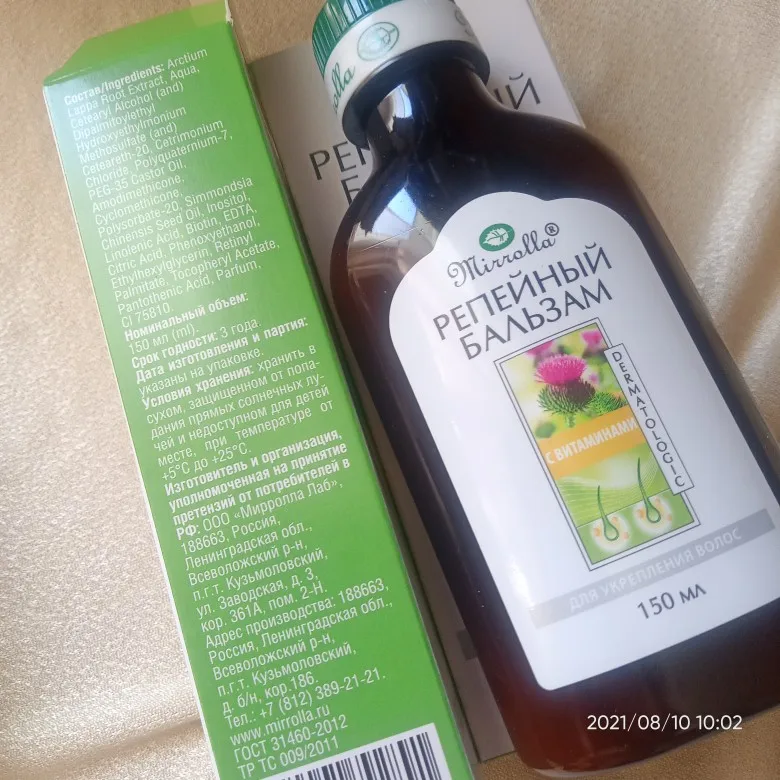 Состав/Ingredients: Arctium
Lappa Root Extract, Aqua,
Cetearyl Alcohol (and)
Dipalmitoylethyl
Hydroxyethylmonium
Methosulfate (and)
Ceteareth-20, Cetrimonium
Chloride, Polyquaternium-7,
PEG-35 Castor Oil,
Amodimethicone,
Cyclomethicone,
Polysorbate-20, Simmondsia
Chinensis Seed Oil, Inositol,
Linoleic Acid, Biotin, EDTA,
Citric Acid, Phenoxyethanol,
Ethylhexylglycerin, Retinyl
Palmitate, Tocopheryl Acetate,
Pantothenic Acid, Parfum,
CI 75810
Номинальный объем:
150 мл (ml).
Срок годности: 3 года.
Дата изготовления и партия:
указаны на упаковке.
Условия хранения: хранить в
сухом, защищенном от попа-
дания прямых солнечных лу-
чей и недоступном для детей
месте, при температуре от
+5°C до +25°C.
Изготовитель и организация,
уполномоченная на принятие
претензий от потребителей в
РФ: ООО «Мирролла Лаб»,
188663, Россия,
Ленинградская обл.,
Всеволожский р-н,
п.г.т. Кузьмоловский,
ул. Заводская, д. 3,
кор. 361А, пом. 2-Н.
Адрес производства: 188663,
Россия, Ленинградская обл.,
Всеволожский р-н,
п.г.т. Кузьмоловский,
д. б/н, кор.186.
Тел.: +7 (812) 389-21-21.
www.mirrolla.ru
ГОСТ 31460-2012
ТР ТС 009/2011
Mirrolla
Mirrolla®
РЕПЕЙНЫЙ
БАЛЬЗАМ
DERMATOLOGIC
С ВИТАМИНАМИ
ДЛЯ УКРЕПЛЕНИЯ ВОЛОС
150 МЛ
2021/08/10 10:02